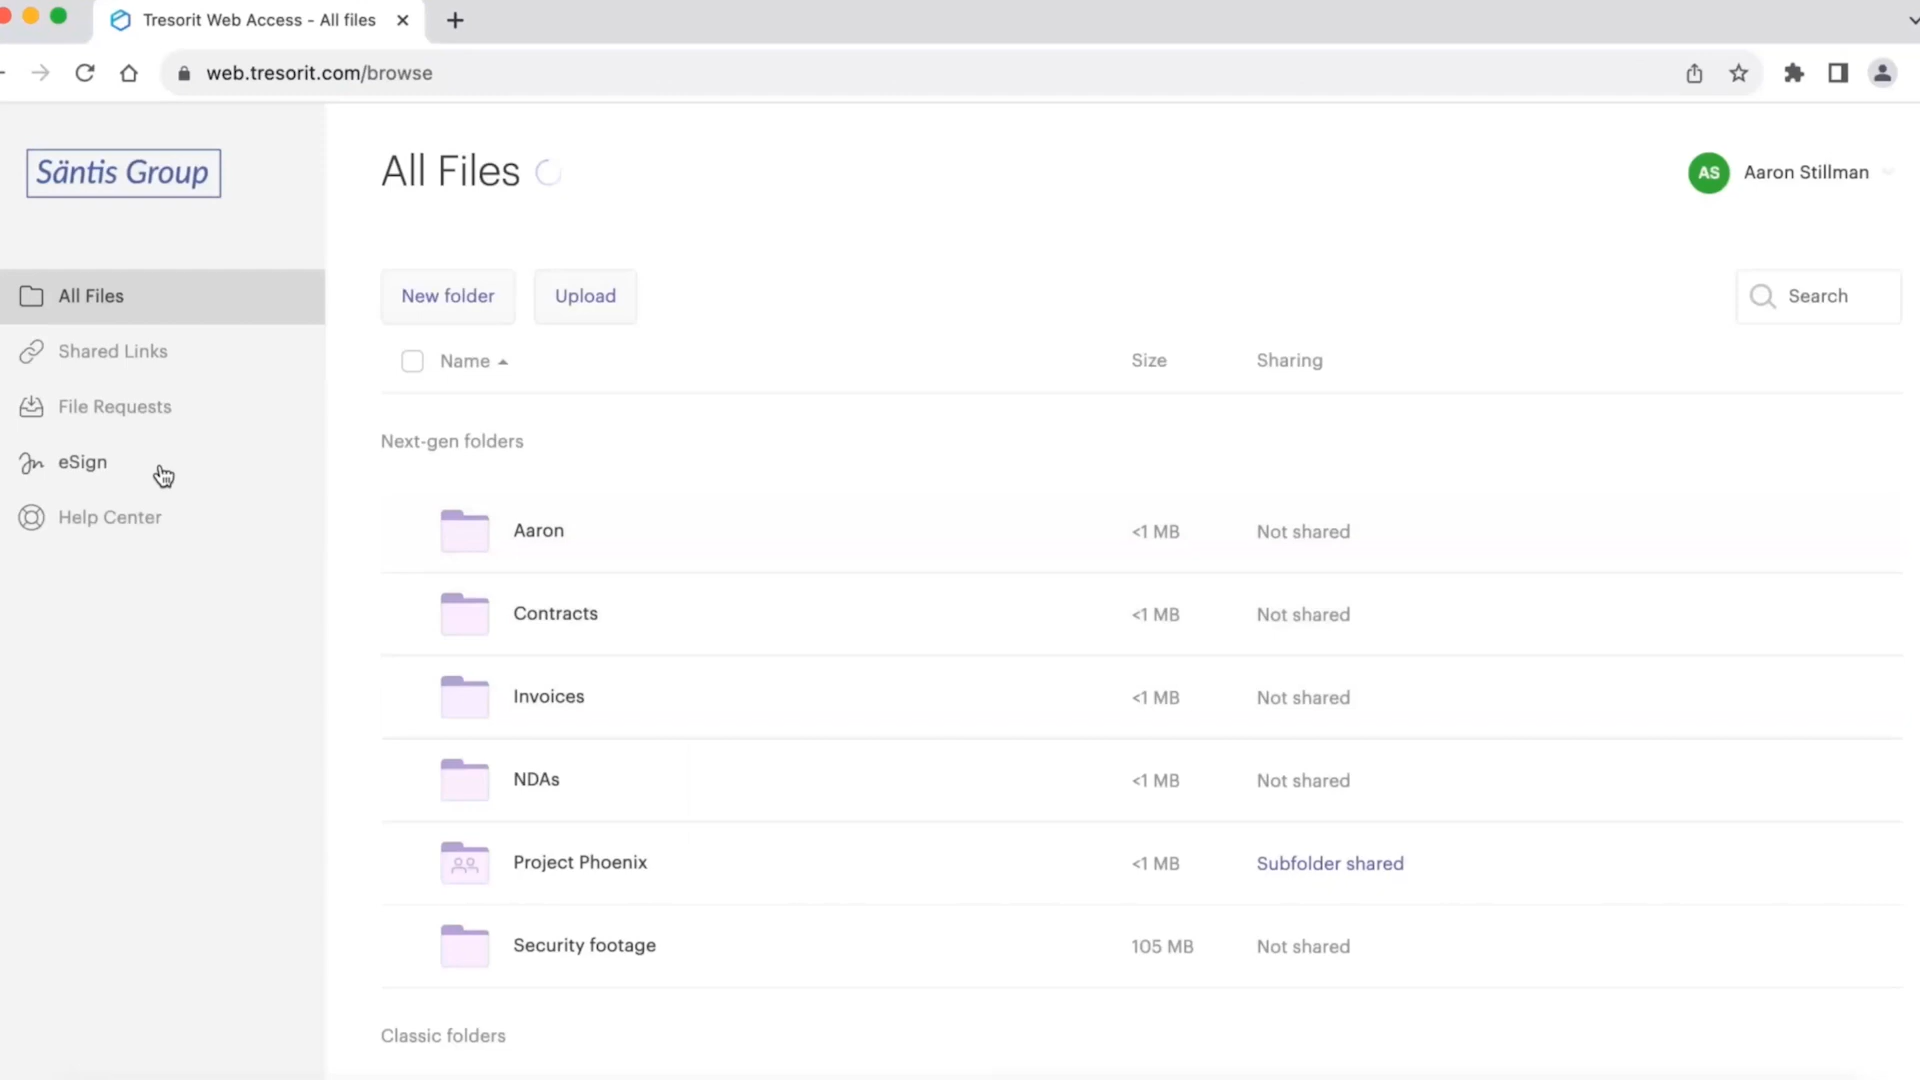 Tresorit Web Access - All files
web.tresorit.com/browse
Säntis Group
All Files
AS Aaron Stillman
All Files
Shared Links
File Requests
eSign
Help Center
New folder Upload
Search
Name Size Sharing
Next-gen folders
Aaron <1 MB Not shared
Contracts <1 MB Not shared
Invoices <1 MB Not shared
NDAs <1 MB Not shared
Project Phoenix <1 MB Subfolder shared
Security footage 105 MB Not shared
Classic folders